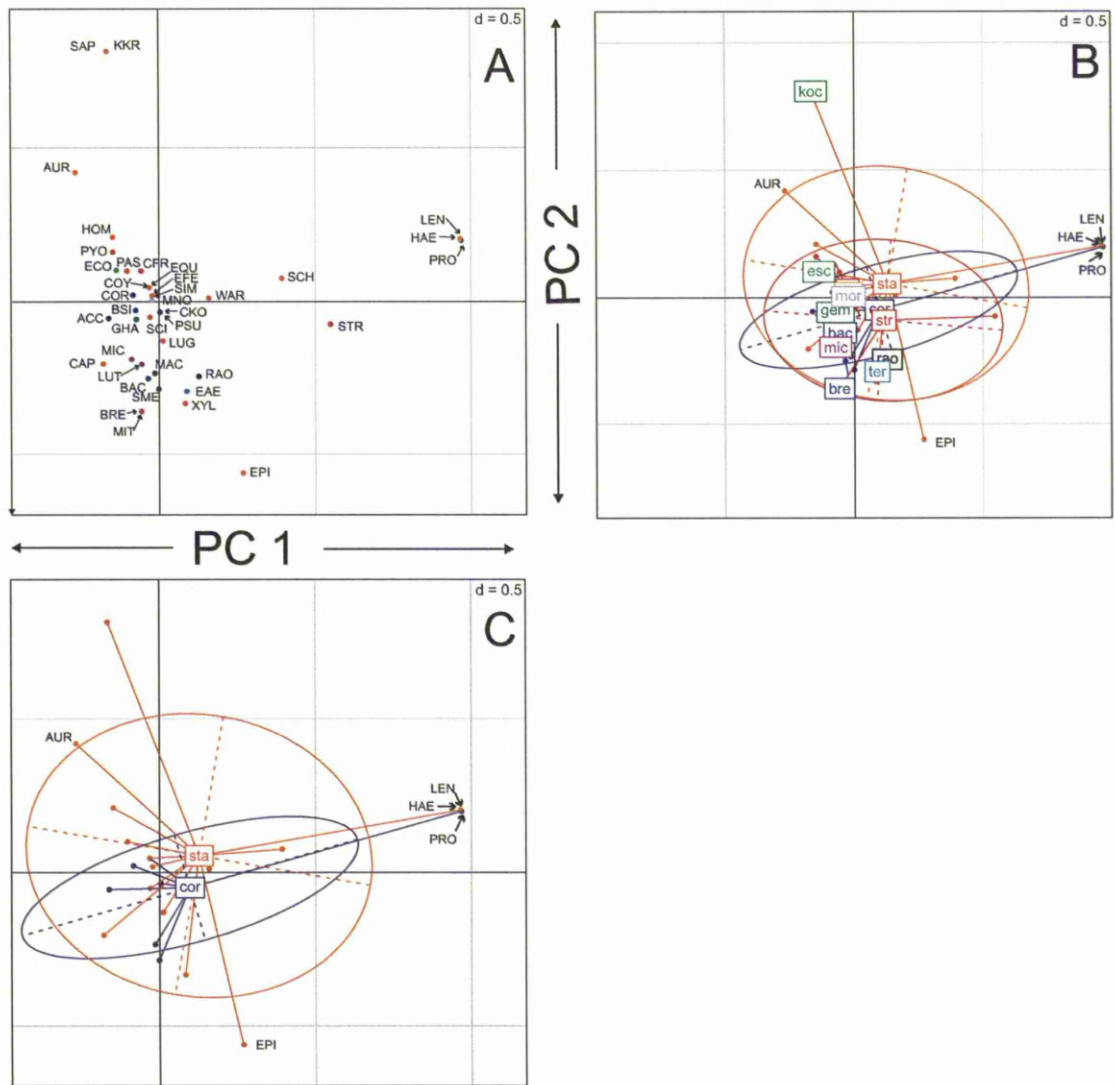 d = 0.5
A
SAP KKR
AUR
HOM
PYO
ECO PAS CFR EQU
COY EFE
COR SIM
MNO
BSI CKO
ACC GHA SCI PSU
LUG
WAR
SCH
STR
LEN
HAE
PRO
MIC
CAP MAC
LUT
BAC RAO
SME EAE
BRE XYL
MIT
EPI
PC 1
PC 2
d = 0.5
B
koc
AUR
LEN
HAE
PRO
esc
sta
mor
gem cor
str
bac
mic
rao
ter
bre
EPI
d = 0.5
C
AUR
LEN
HAE
PRO
sta
cor
EPI